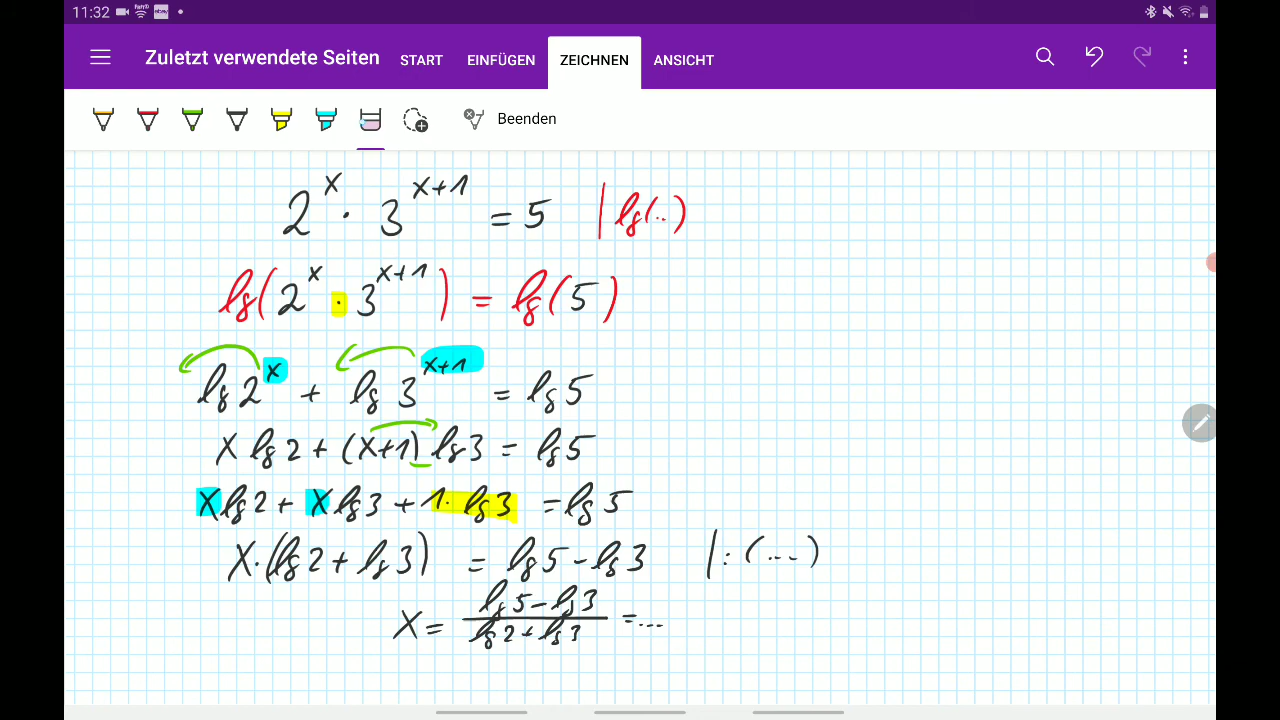 11:32
Zuletzt verwendete Seiten START EINFÜGEN ZEICHNEN ANSICHT
Beenden
2^x · 3^(x+1) = 5 | lg(..)
lg(2^x · 3^(x+1)) = lg(5)
lg 2^x + lg 3^(x+1) = lg 5
x lg 2 + (x+1) lg 3 = lg 5
x lg 2 + x lg 3 + 1 · lg 3 = lg 5
x · (lg 2 + lg 3) = lg 5 - lg 3 | : (...)
x = (lg 5 - lg 3)/(lg 2 + lg 3) = ...